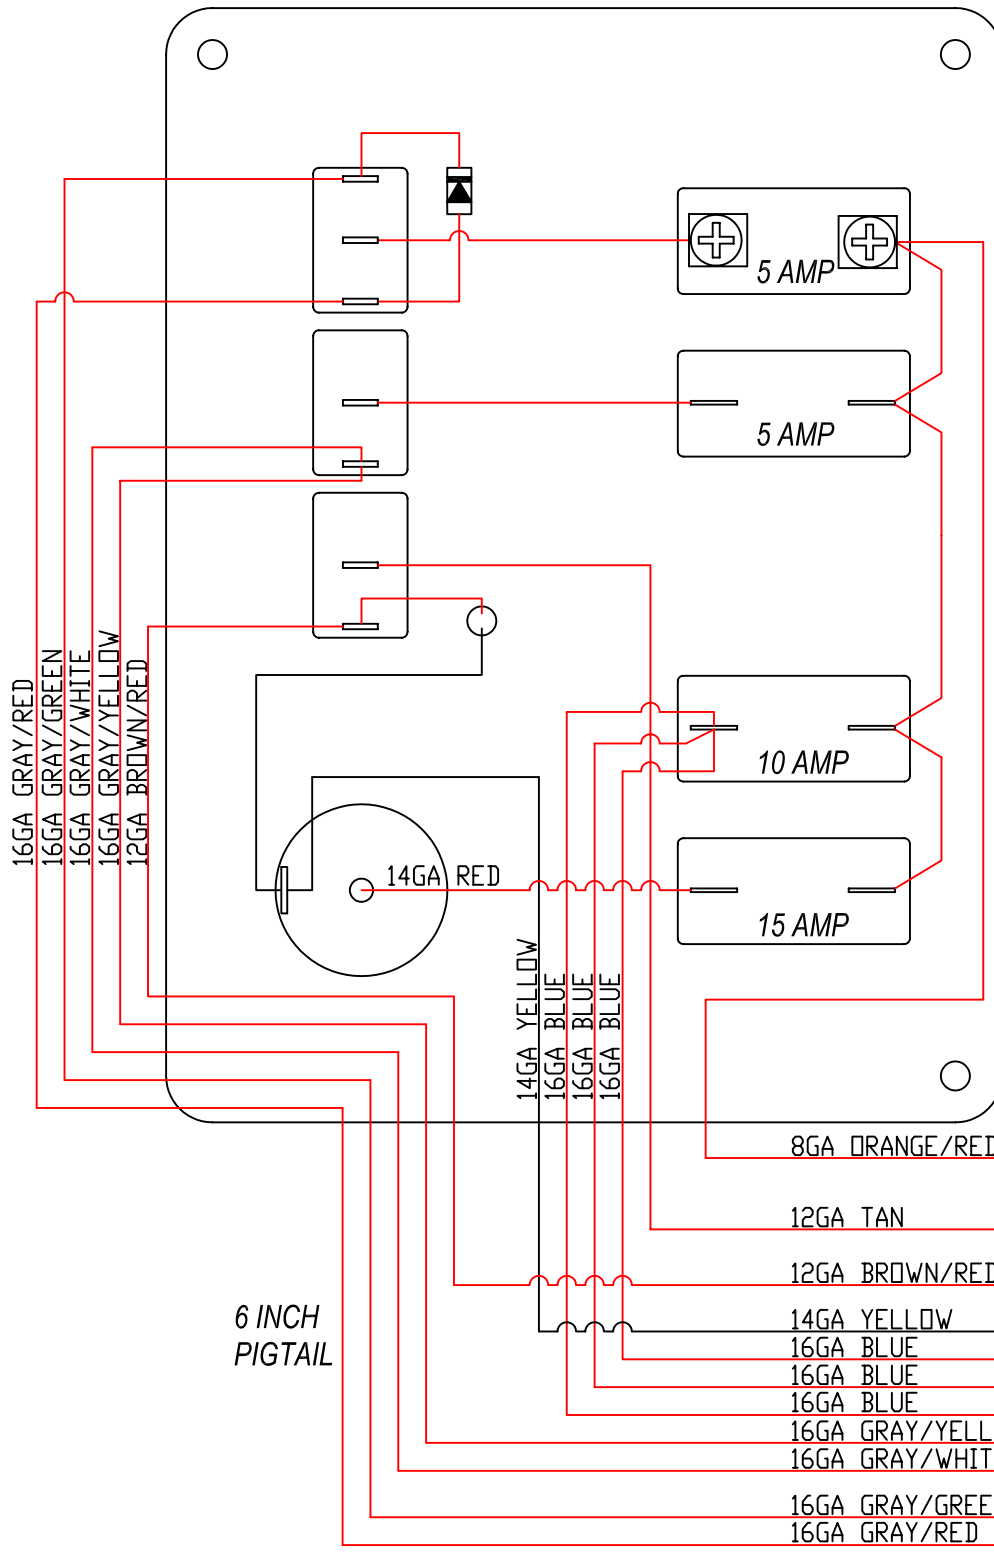 5 AMP
5 AMP
10 AMP
15 AMP
16GA GRAY/RED
16GA GRAY/GREEN
16GA GRAY/WHITE
16GA GRAY/YELLOW
12GA BROWN/RED
14GA RED
14GA YELLOW
16GA BLUE
16GA BLUE
16GA BLUE
8GA ORANGE/RED
12GA TAN
12GA BROWN/RED
14GA YELLOW
16GA BLUE
16GA BLUE
16GA BLUE
16GA GRAY/YELL
16GA GRAY/WHIT
16GA GRAY/GREE
16GA GRAY/RED
6 INCH
PIGTAIL